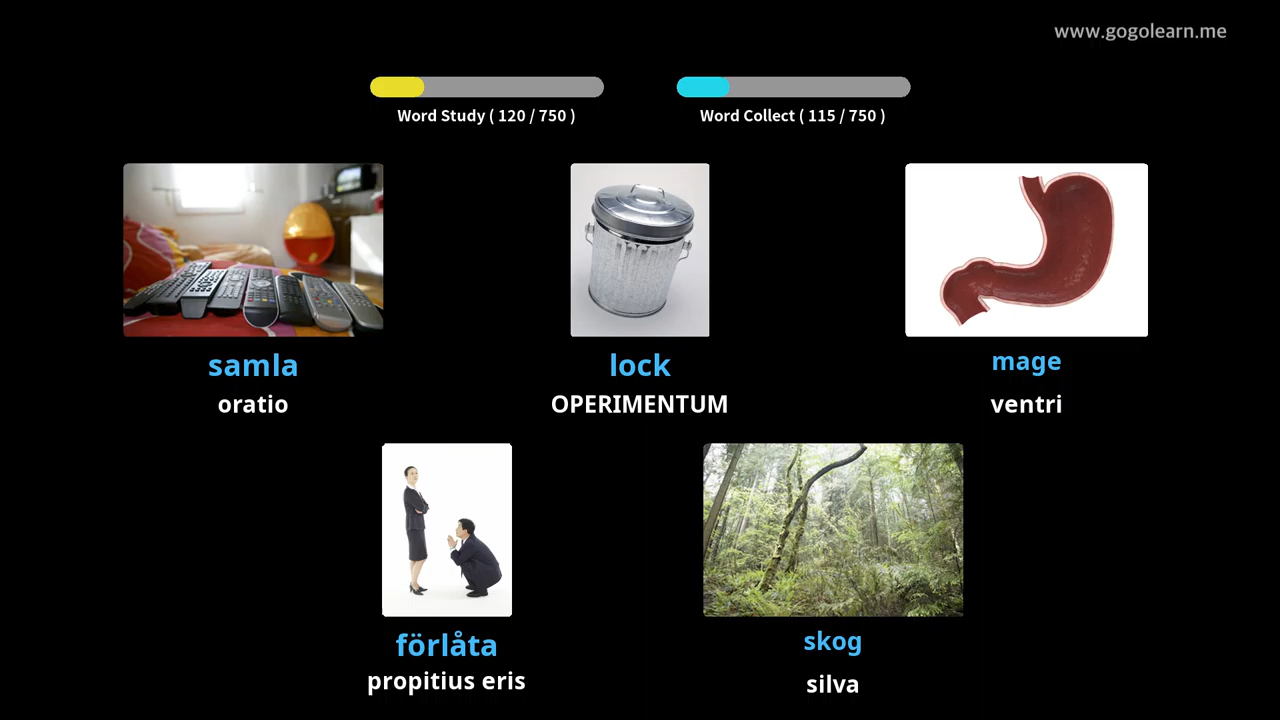 www.gogolearn.me
Word Study ( 120 / 750 )
Word Collect ( 115 / 750 )
samla
oratio
lock
OPERIMENTUM
mage
ventri
förlåta
propitius eris
skog
silva